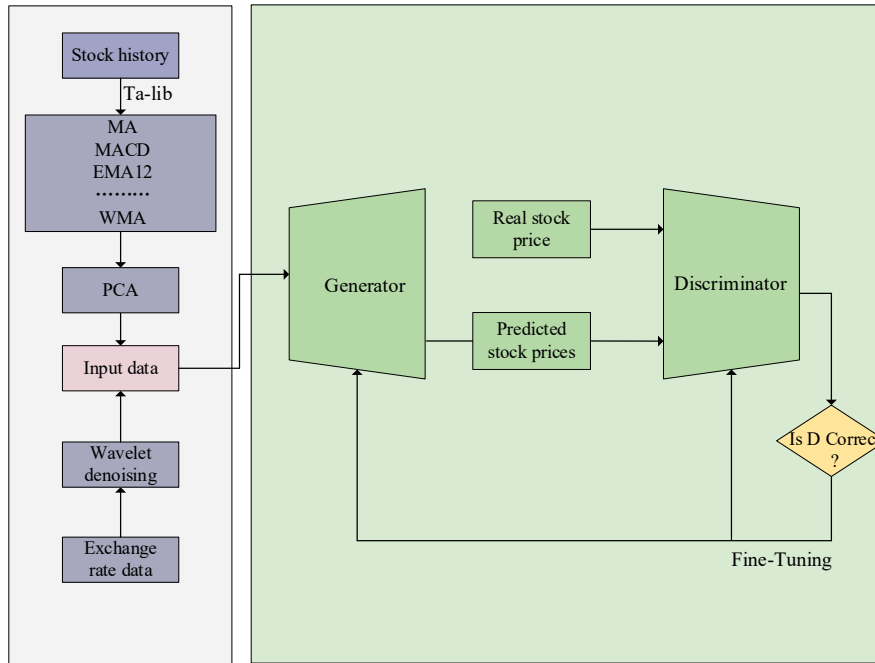 Stock history
Ta-lib
MA
MACD
EMA12
………
WMA
PCA
Input data
Wavelet
denoising
Exchange
rate data
Generator
Real stock
price
Predicted
stock prices
Discriminator
Is D Correc
?
Fine-Tuning